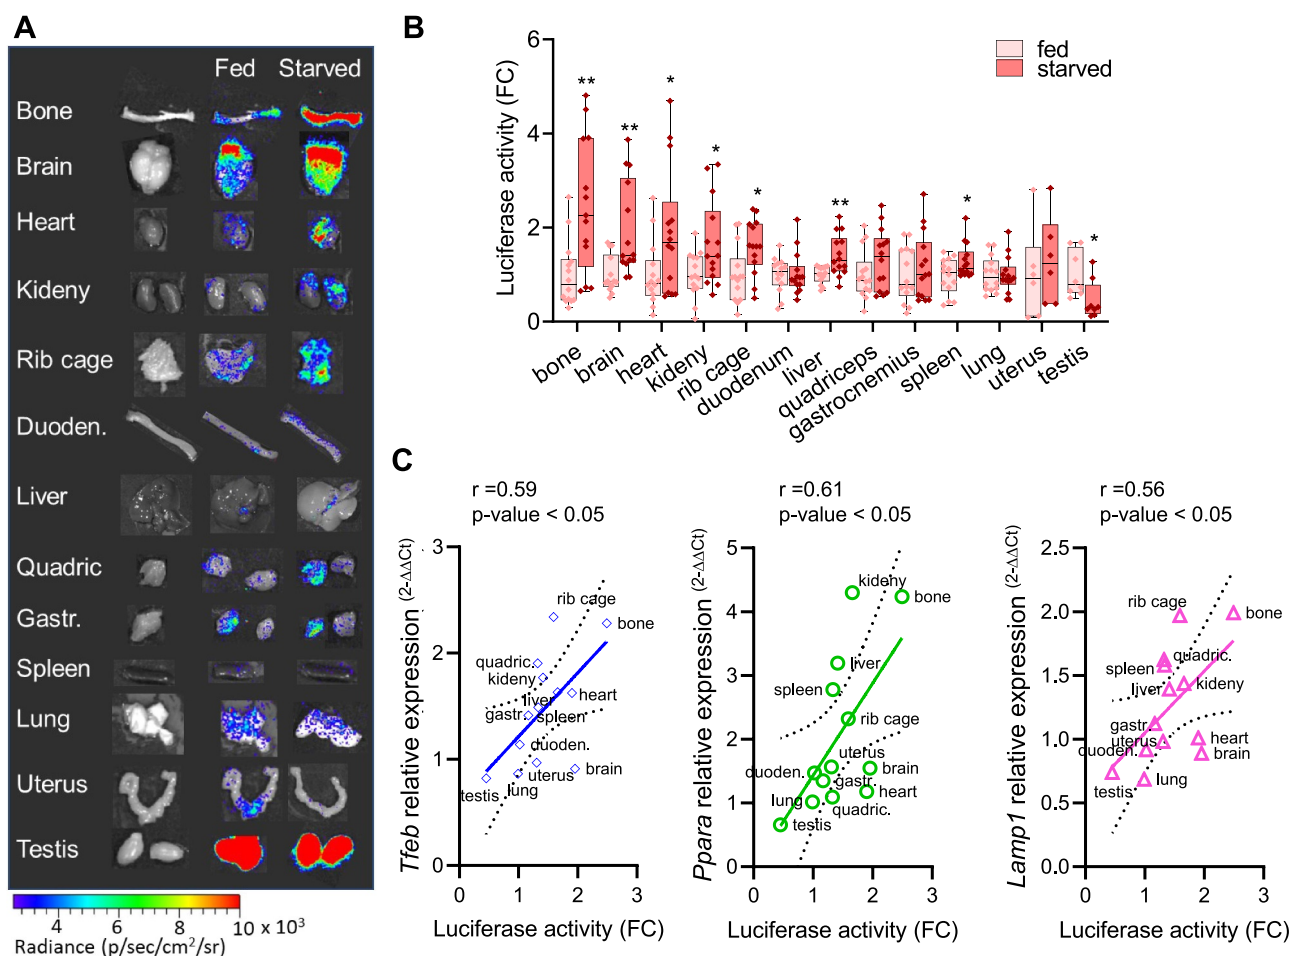 A
Fed Starved
Bone
Brain
Heart
Kideny
Rib cage
Duoden.
Liver
Quadric
Gastr.
Spleen
Lung
Uterus
Testis
4 6 8 10 x 10³
Radiance (p/sec/cm²/sr)
B
fed
starved
Luciferase activity (FC)
6
4
2
0
** ** * * * ** * *
bone brain heart kideny rib cage duodenum liver quadriceps gastrocnemius spleen lung uterus testis
C
r =0.59
p-value < 0.05
Tfeb relative expression (2-ΔΔCt)
3
2
1
0
rib cage
bone
quadric.
kideny
liver
heart
gastr.
spleen
duoden.
uterus
brain
testis
lung
0 1 2 3
Luciferase activity (FC)
r =0.61
p-value < 0.05
Ppara relative expression (2-ΔΔCt)
5
4
3
2
1
0
kideny
bone
liver
spleen
rib cage
uterus
duoden.
brain
gastr.
heart
lung
quadric.
testis
0 1 2 3
Luciferase activity (FC)
r =0.56
p-value < 0.05
Lamp1 relative expression (2-ΔΔCt)
2.5
2.0
1.5
1.0
0.5
0.0
rib cage
bone
quadric.
spleen
liver
kideny
gastr.
uterus
heart
duoden.
brain
lung
testis
0 1 2 3
Luciferase activity (FC)